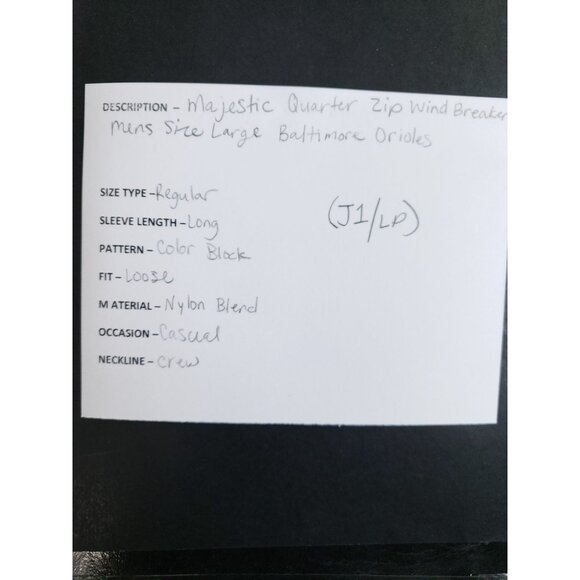 DESCRIPTION - Majestic Quarter Zip Wind Breaker
Mens Size Large Baltimore Orioles
SIZE TYPE - Regular
SLEEVE LENGTH - Long
(J1/LP)
PATTERN - Color Block
FIT - Loose
MATERIAL - Nylon Blend
OCCASION - Casual
NECKLINE - Crew